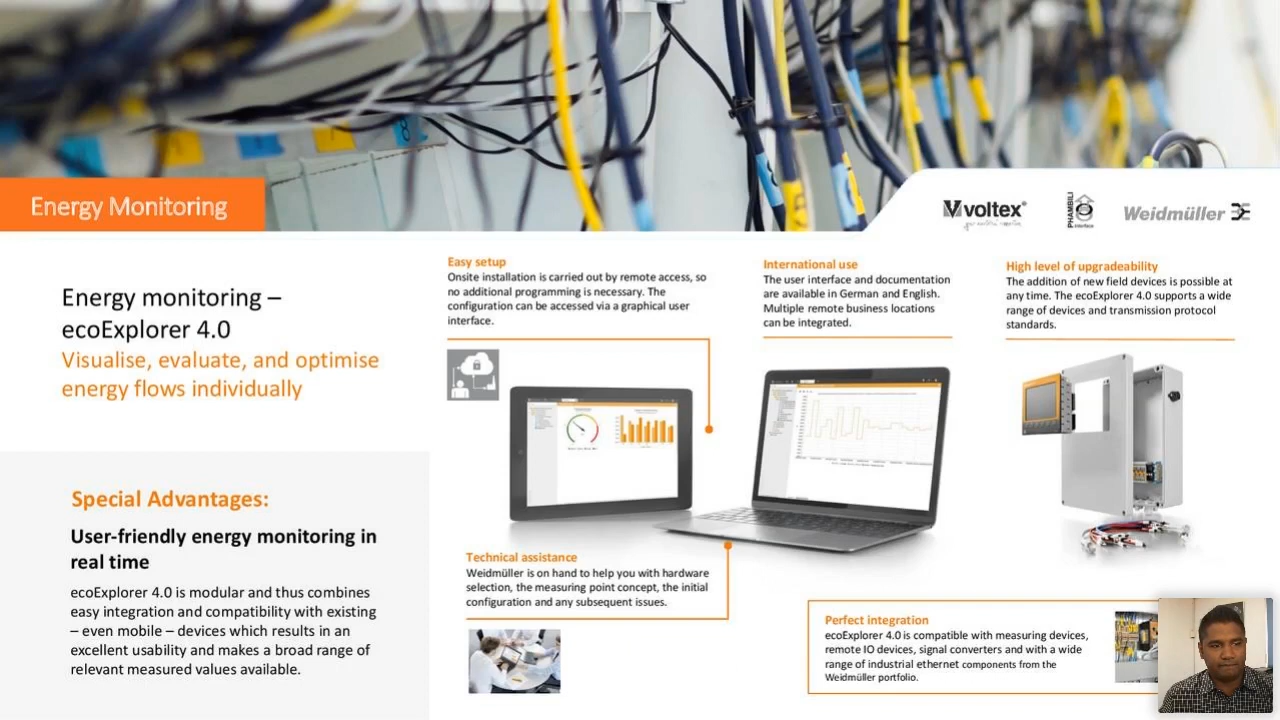 Energy Monitoring
voltex®
PHAMBILI
interface
Weidmüller
Energy monitoring –
ecoExplorer 4.0
Visualise, evaluate, and optimise
energy flows individually
Special Advantages:
User-friendly energy monitoring in
real time
ecoExplorer 4.0 is modular and thus combines
easy integration and compatibility with existing
– even mobile – devices which results in an
excellent usability and makes a broad range of
relevant measured values available.
Easy setup
Onsite installation is carried out by remote access, so
no additional programming is necessary. The
configuration can be accessed via a graphical user
interface.
International use
The user interface and documentation
are available in German and English.
Multiple remote business locations
can be integrated.
High level of upgradeability
The addition of new field devices is possible at
any time. The ecoExplorer 4.0 supports a wide
range of devices and transmission protocol
standards.
Technical assistance
Weidmüller is on hand to help you with hardware
selection, the measuring point concept, the initial
configuration and any subsequent issues.
Perfect integration
ecoExplorer 4.0 is compatible with measuring devices,
remote IO devices, signal converters and with a wide
range of industrial ethernet components from the
Weidmüller portfolio.